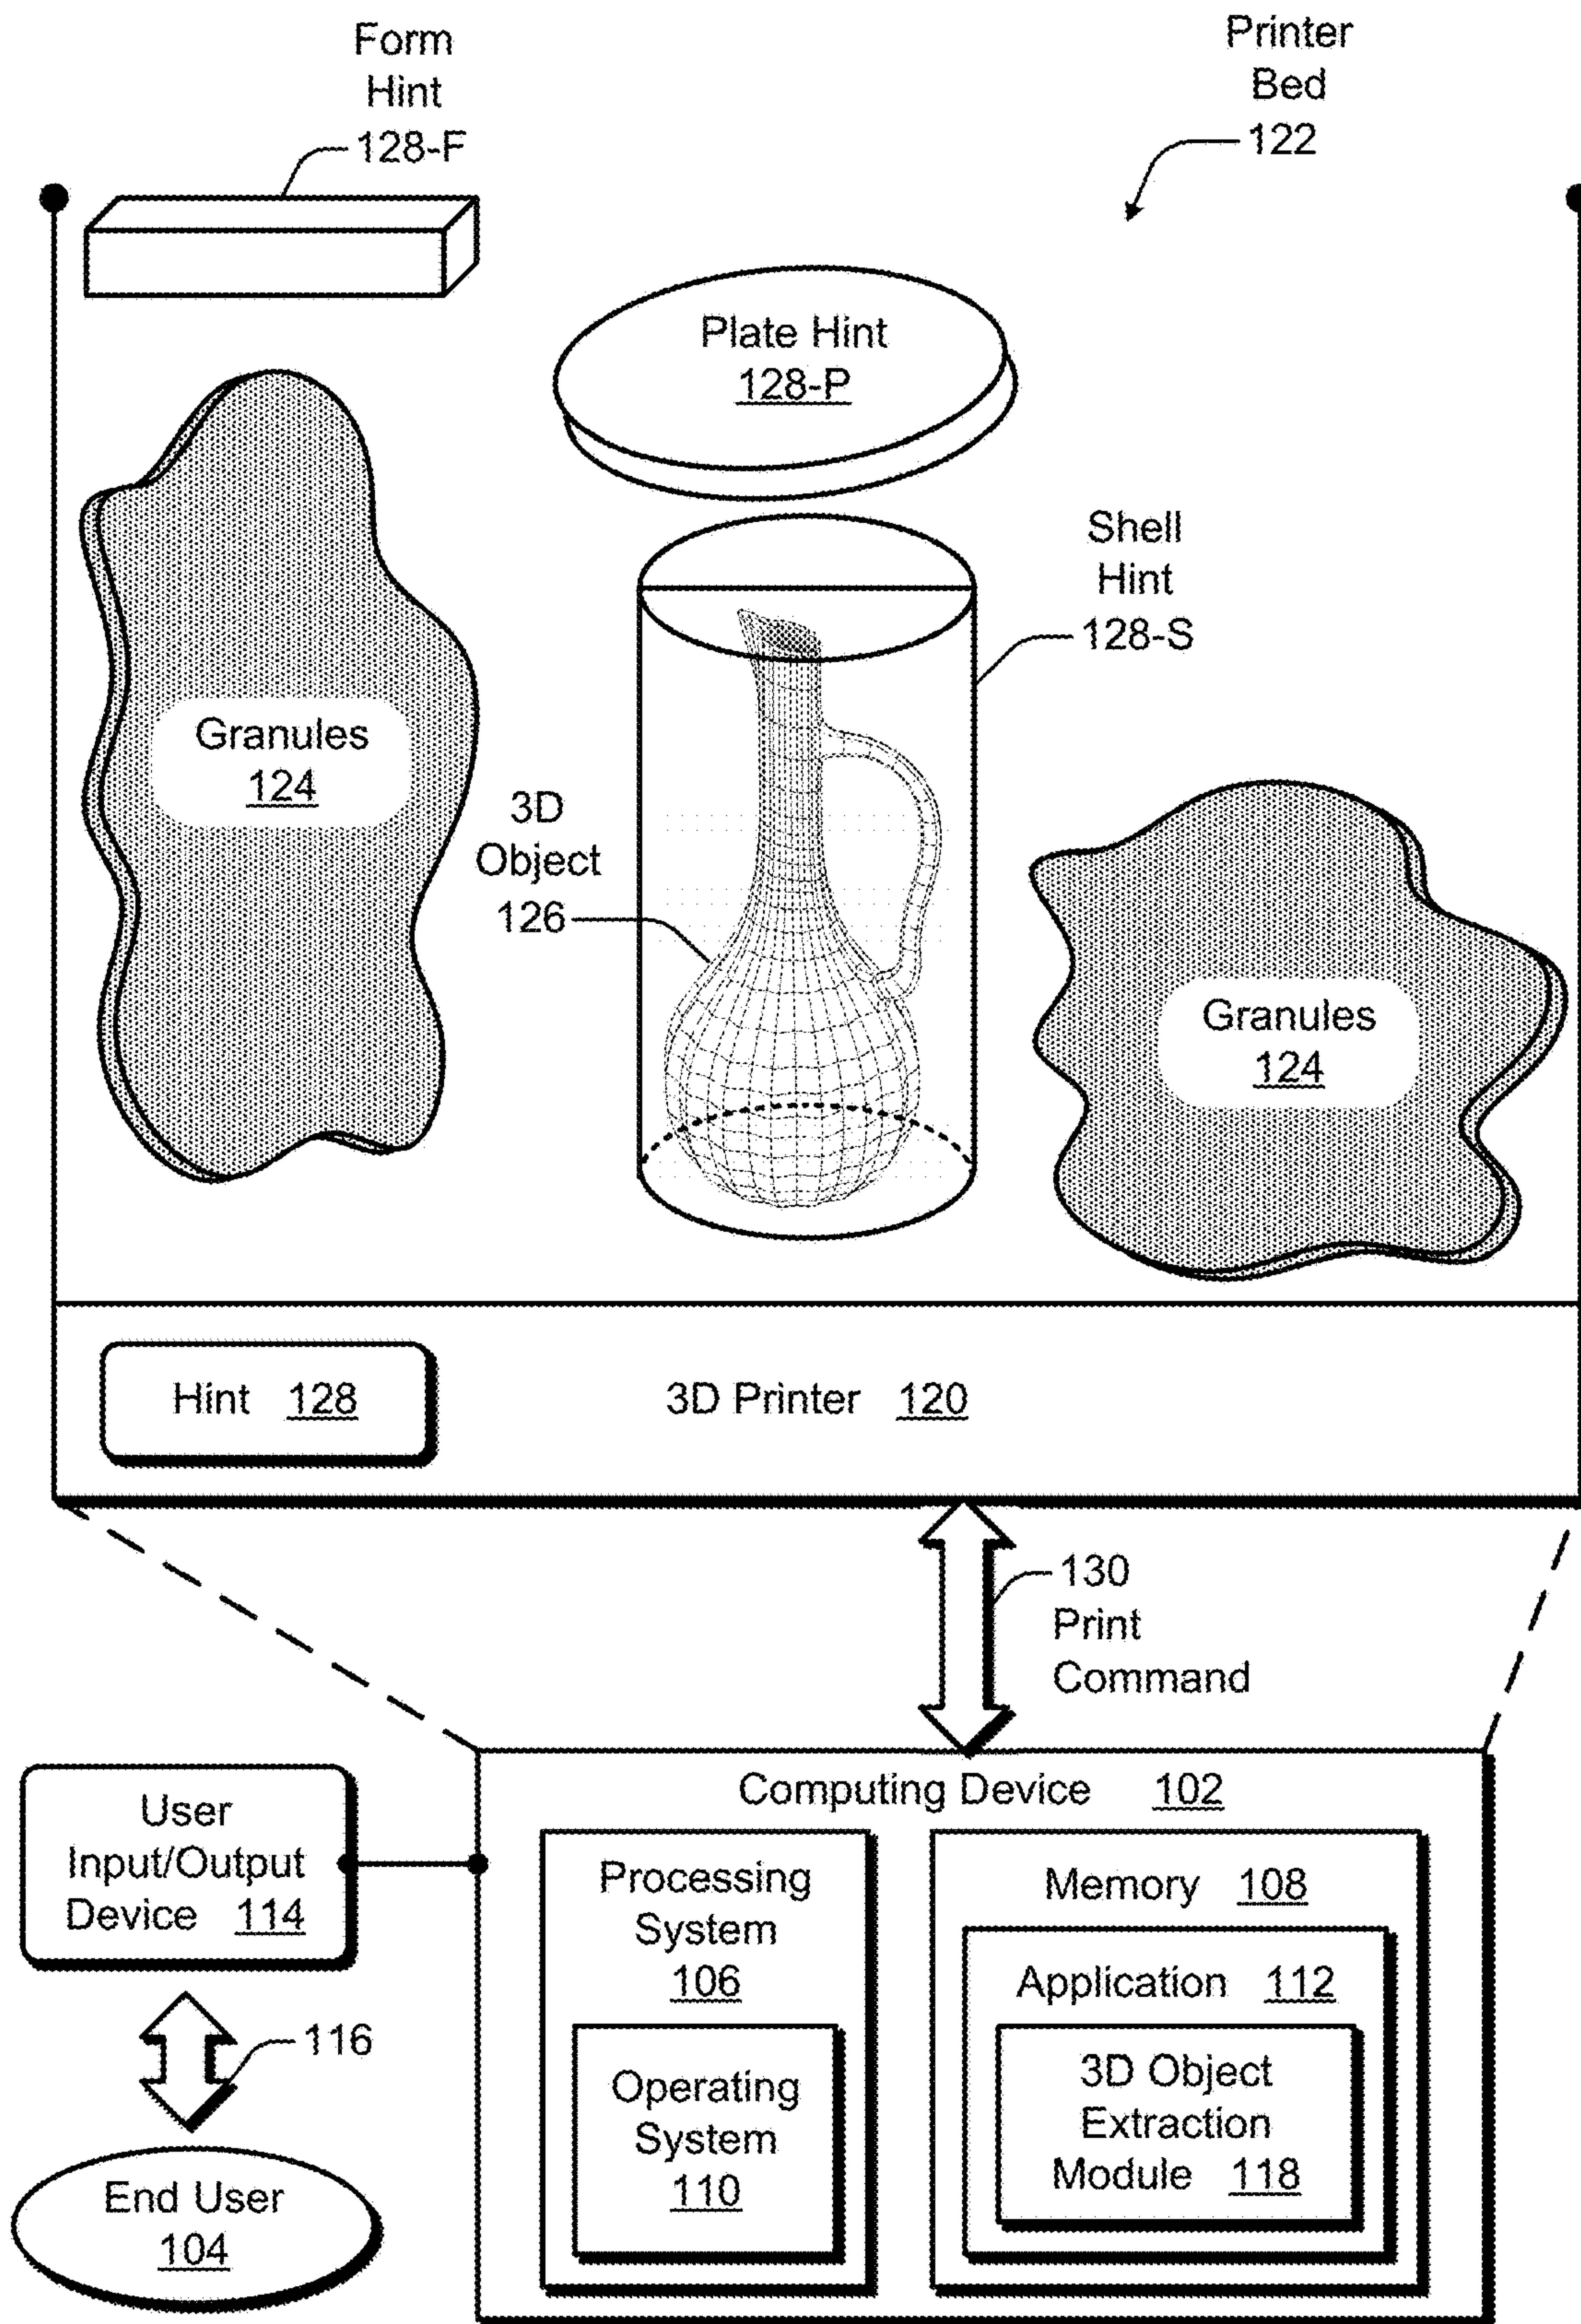 Form
Hint
128-F
Printer
Bed
122
Plate Hint
128-P
Shell
Hint
128-S
Granules
124
3D
Object
126
Granules
124
Hint 128
3D Printer 120
130
Print
Command
Computing Device 102
User
Input/Output
Device 114
Processing
System
106
Memory 108
Application 112
116
Operating
System
110
3D Object
Extraction
Module 118
End User
104